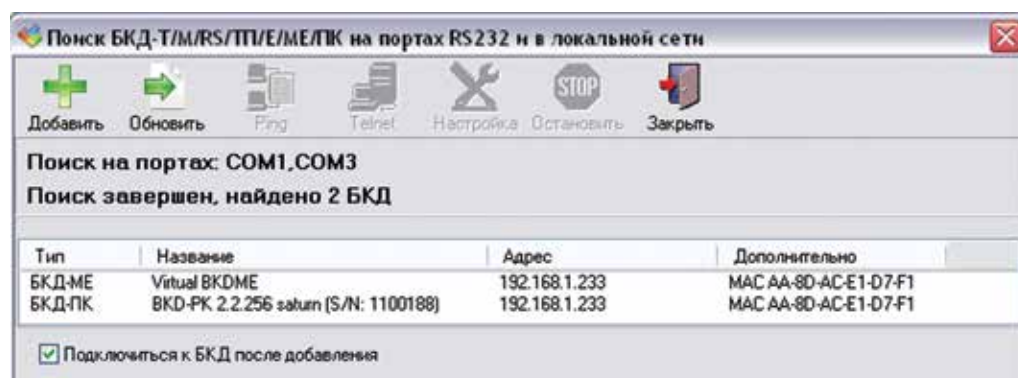 Поиск БКД-Т/М/RS/ТП/Е/МЕ/ПК на портах RS232 и в локальной сети
Добавить Обновить Ping Telnet Настройка Остановить Закрыть
STOP
Поиск на портах: COM1,COM3
Поиск завершен, найдено 2 БКД
Тип Название Адрес Дополнительно
БКД-МЕ Virtual BKDME 192.168.1.233 MAC AA-8D-AC-E1-D7-F1
БКД-ПК BKD-PK 2.2.256 saturn (S/N: 1100188) 192.168.1.233 MAC AA-8D-AC-E1-D7-F1
Подключиться к БКД после добавления